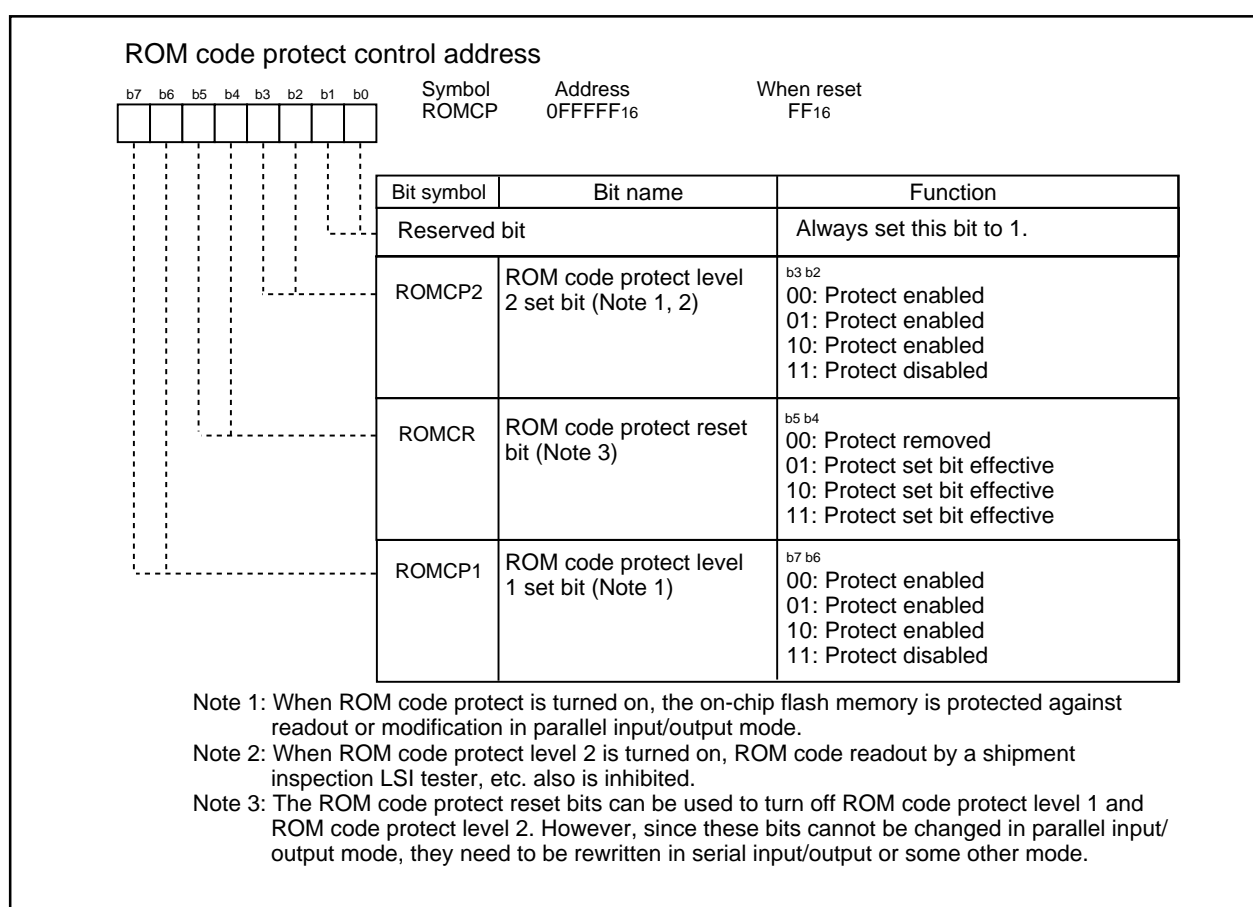 ROM code protect control address
b7 b6 b5 b4 b3 b2 b1 b0
Symbol Address When reset
ROMCP 0FFFFF16 FF16
Bit symbol Bit name Function
Reserved bit Always set this bit to 1.
ROMCP2
ROM code protect level
2 set bit (Note 1, 2)
b3 b2
00: Protect enabled
01: Protect enabled
10: Protect enabled
11: Protect disabled
ROMCR
ROM code protect reset
bit (Note 3)
b5 b4
00: Protect removed
01: Protect set bit effective
10: Protect set bit effective
11: Protect set bit effective
ROMCP1
ROM code protect level
1 set bit (Note 1)
b7 b6
00: Protect enabled
01: Protect enabled
10: Protect enabled
11: Protect disabled
Note 1: When ROM code protect is turned on, the on-chip flash memory is protected against
readout or modification in parallel input/output mode.
Note 2: When ROM code protect level 2 is turned on, ROM code readout by a shipment
inspection LSI tester, etc. also is inhibited.
Note 3: The ROM code protect reset bits can be used to turn off ROM code protect level 1 and
ROM code protect level 2. However, since these bits cannot be changed in parallel input/
output mode, they need to be rewritten in serial input/output or some other mode.